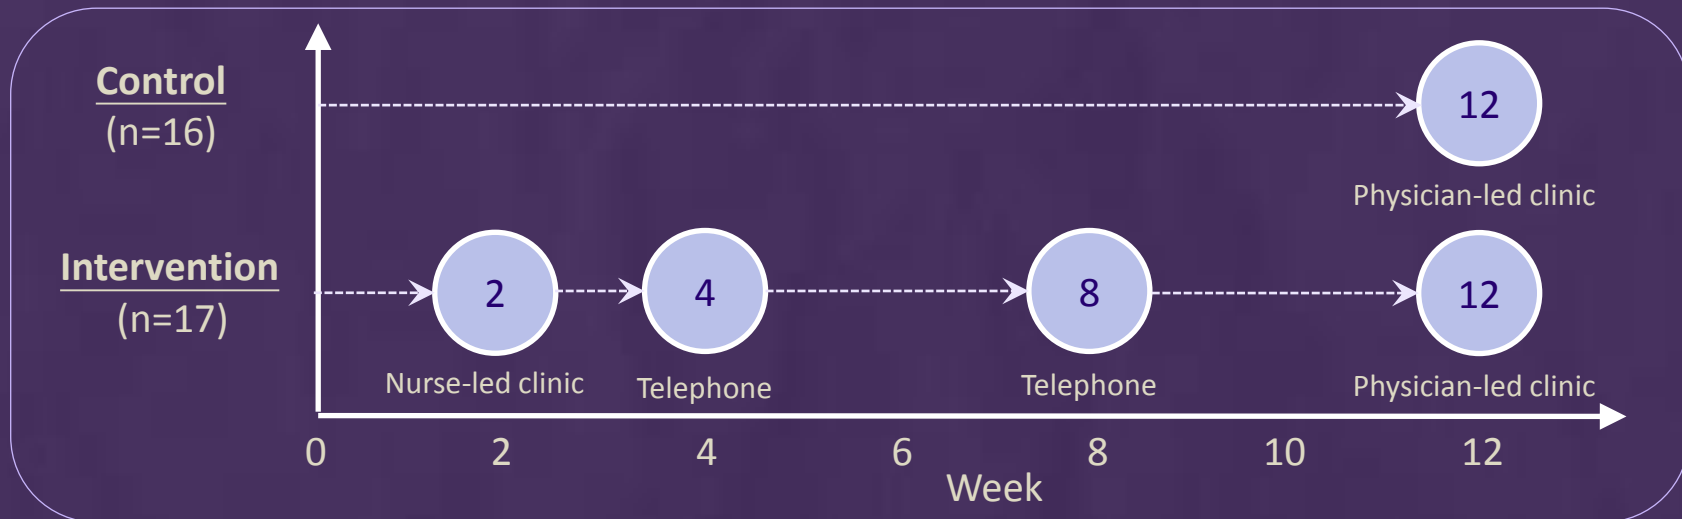 Control
(n=16)
12
Physician-led clinic
Intervention
(n=17)
2
4
8
12
Nurse-led clinic
Telephone
Telephone
Physician-led clinic
0 2 4 6 8 10 12
Week